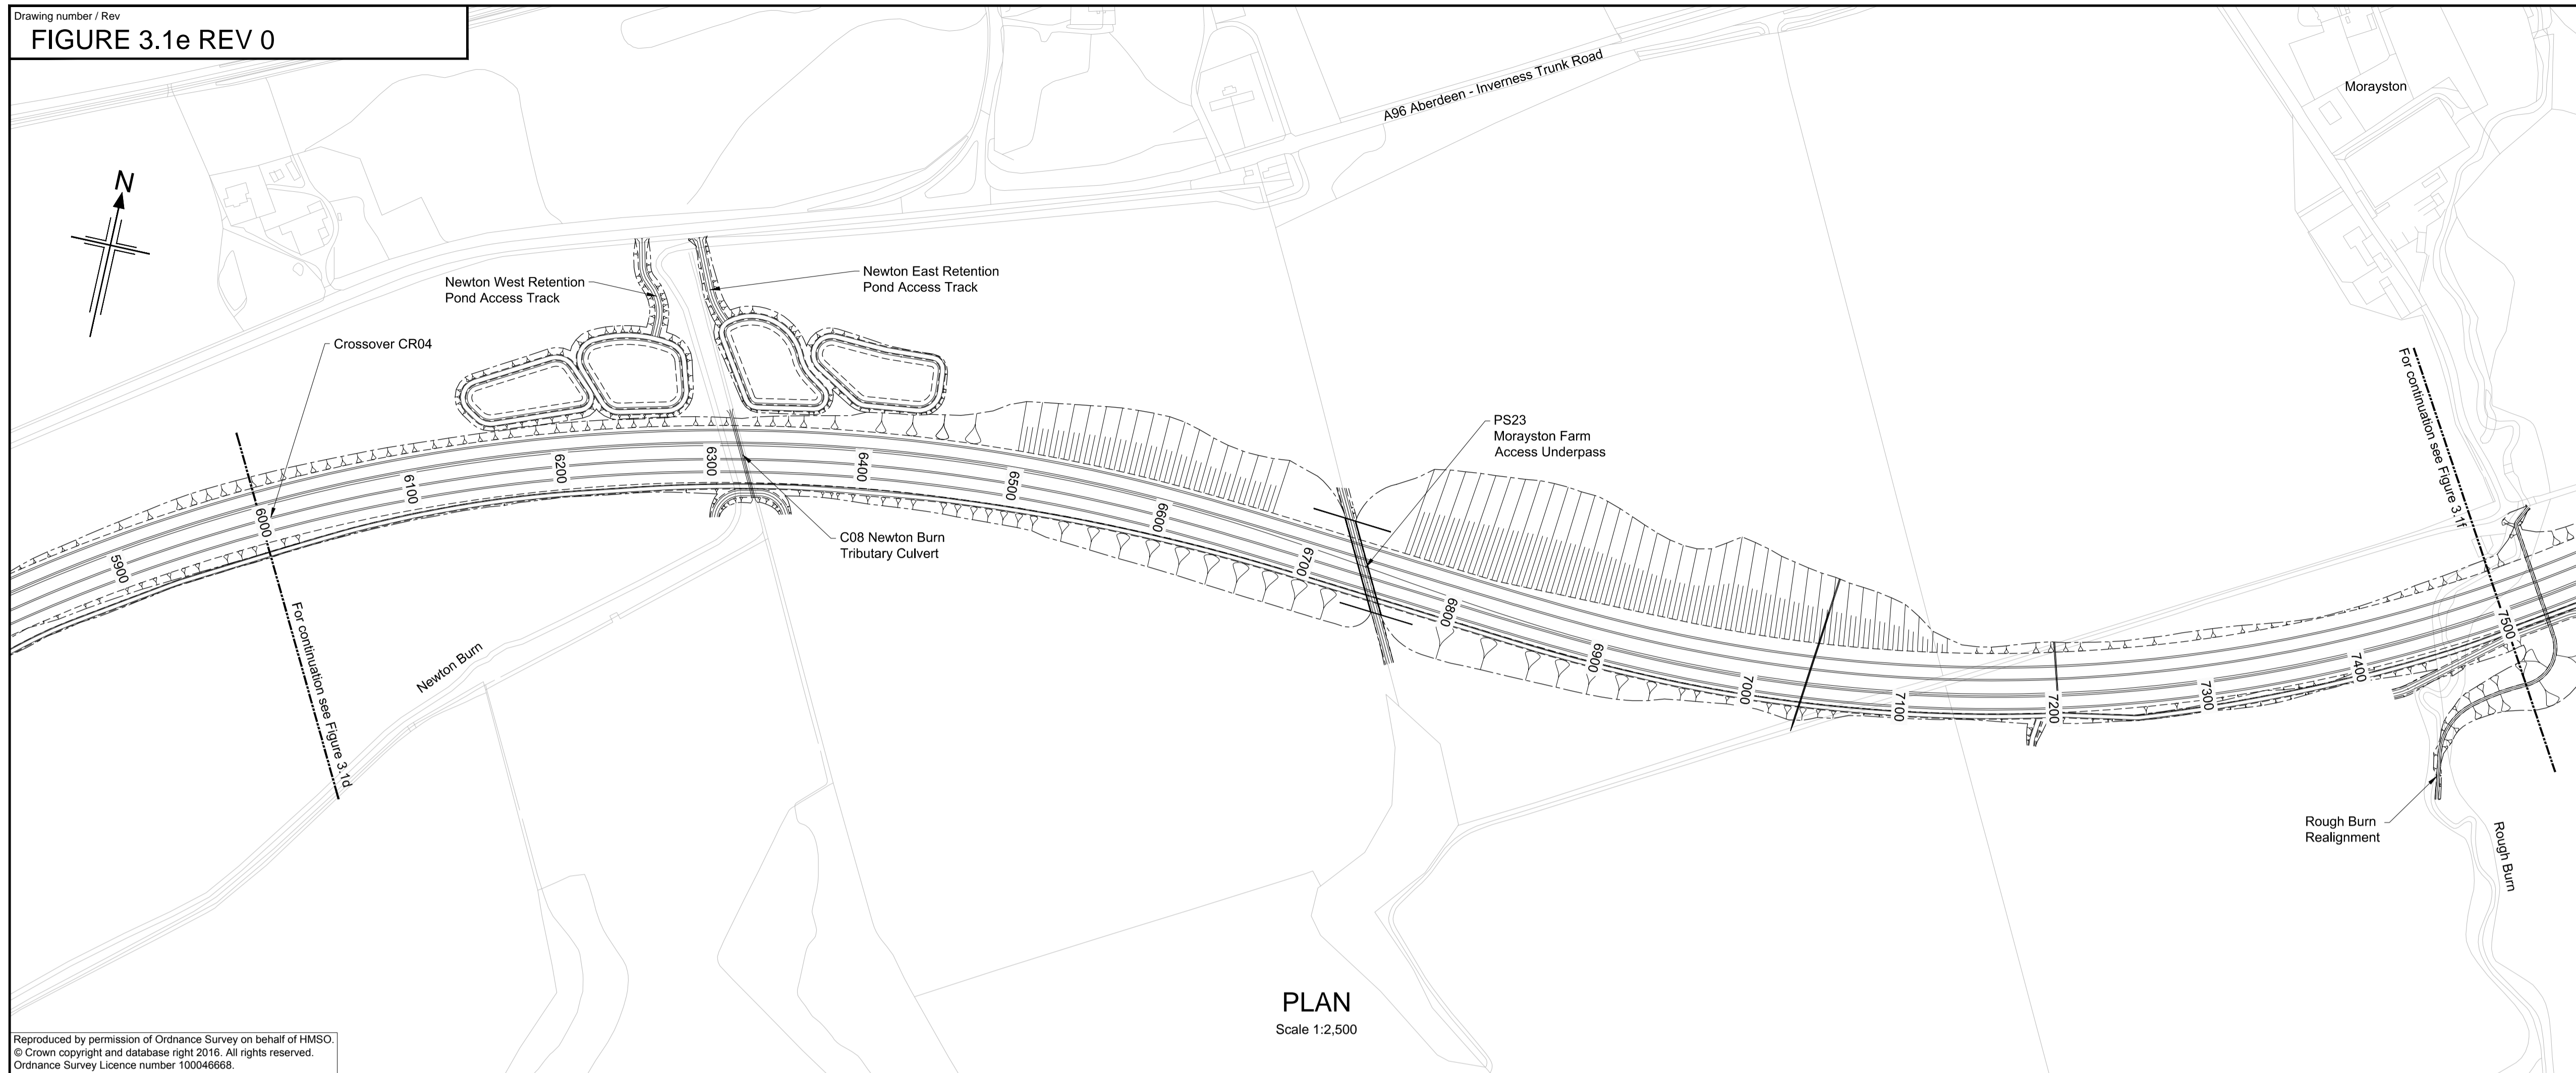 Drawing number / Rev
FIGURE 3.1e REV 0
A96 Aberdeen - Inverness Trunk Road
Morayston
N
Newton West Retention
Pond Access Track
Newton East Retention
Pond Access Track
Crossover CR04
PS23
Morayston Farm
Access Underpass
C08 Newton Burn
Tributary Culvert
5900
6000
6100
6200
6300
6400
6500
6600
6700
6800
6900
7000
7100
7200
7300
7400
7500
For continuation see Figure 3.1d
For continuation see Figure 3.1f
Newton Burn
Rough Burn
Realignment
Rough Burn
PLAN
Scale 1:2,500
Reproduced by permission of Ordnance Survey on behalf of HMSO.
© Crown copyright and database right 2016. All rights reserved.
Ordnance Survey Licence number 100046668.